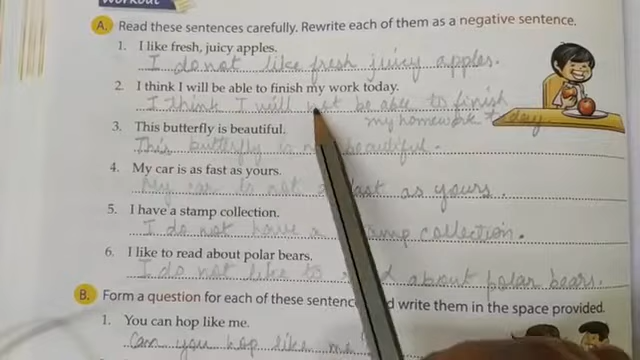 Workout
A. Read these sentences carefully. Rewrite each of them as a negative sentence.
1. I like fresh, juicy apples.
I do not like fresh juicy apples.
2. I think I will be able to finish my work today.
I think I will not be able to finish
my homework today
3. This butterfly is beautiful.
This butterfly is not beautiful.
4. My car is as fast as yours.
My car is not fast as yours.
5. I have a stamp collection.
I do not have a stamp collection.
6. I like to read about polar bears.
I do not like to read about polar bears.
B. Form a question for each of these sentences and write them in the space provided.
1. You can hop like me.
Can you hop like me